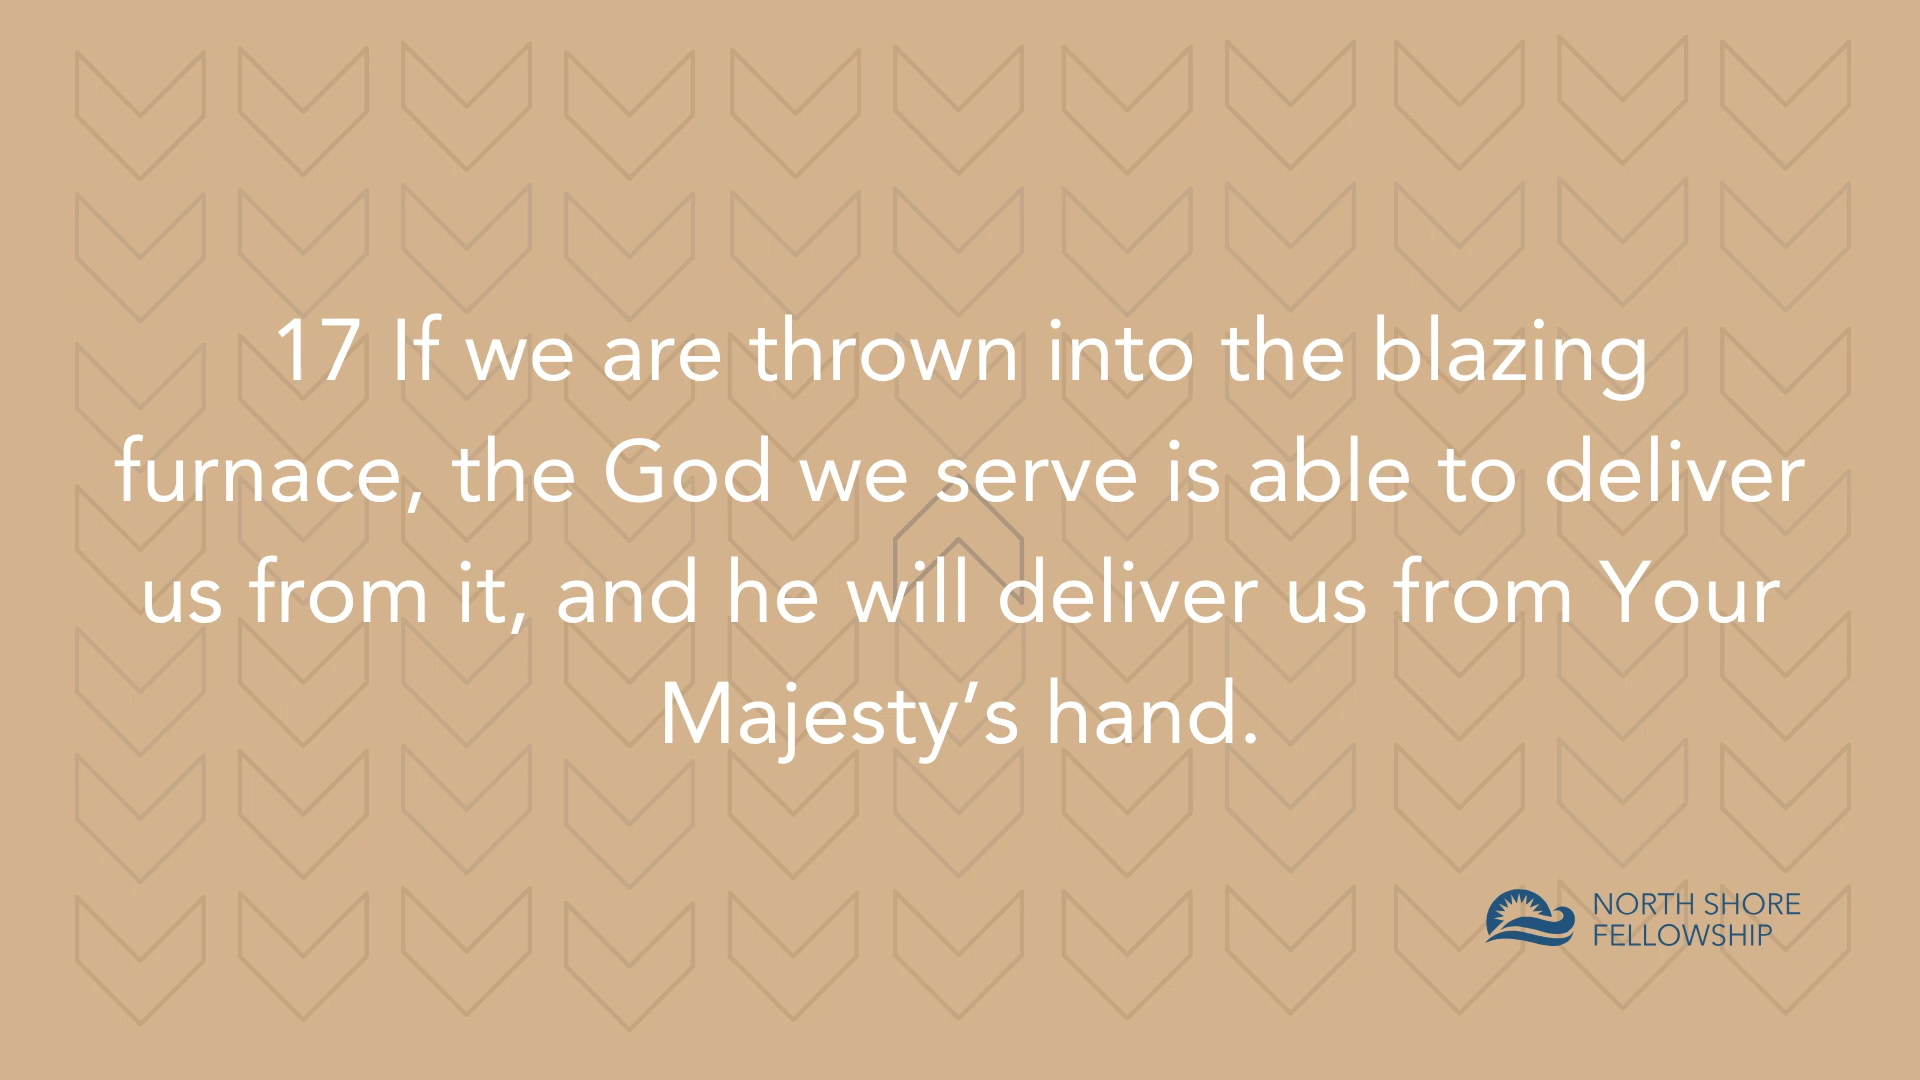 17 If we are thrown into the blazing
furnace, the God we serve is able to deliver
us from it, and he will deliver us from Your
Majesty’s hand.
NORTH SHORE
FELLOWSHIP